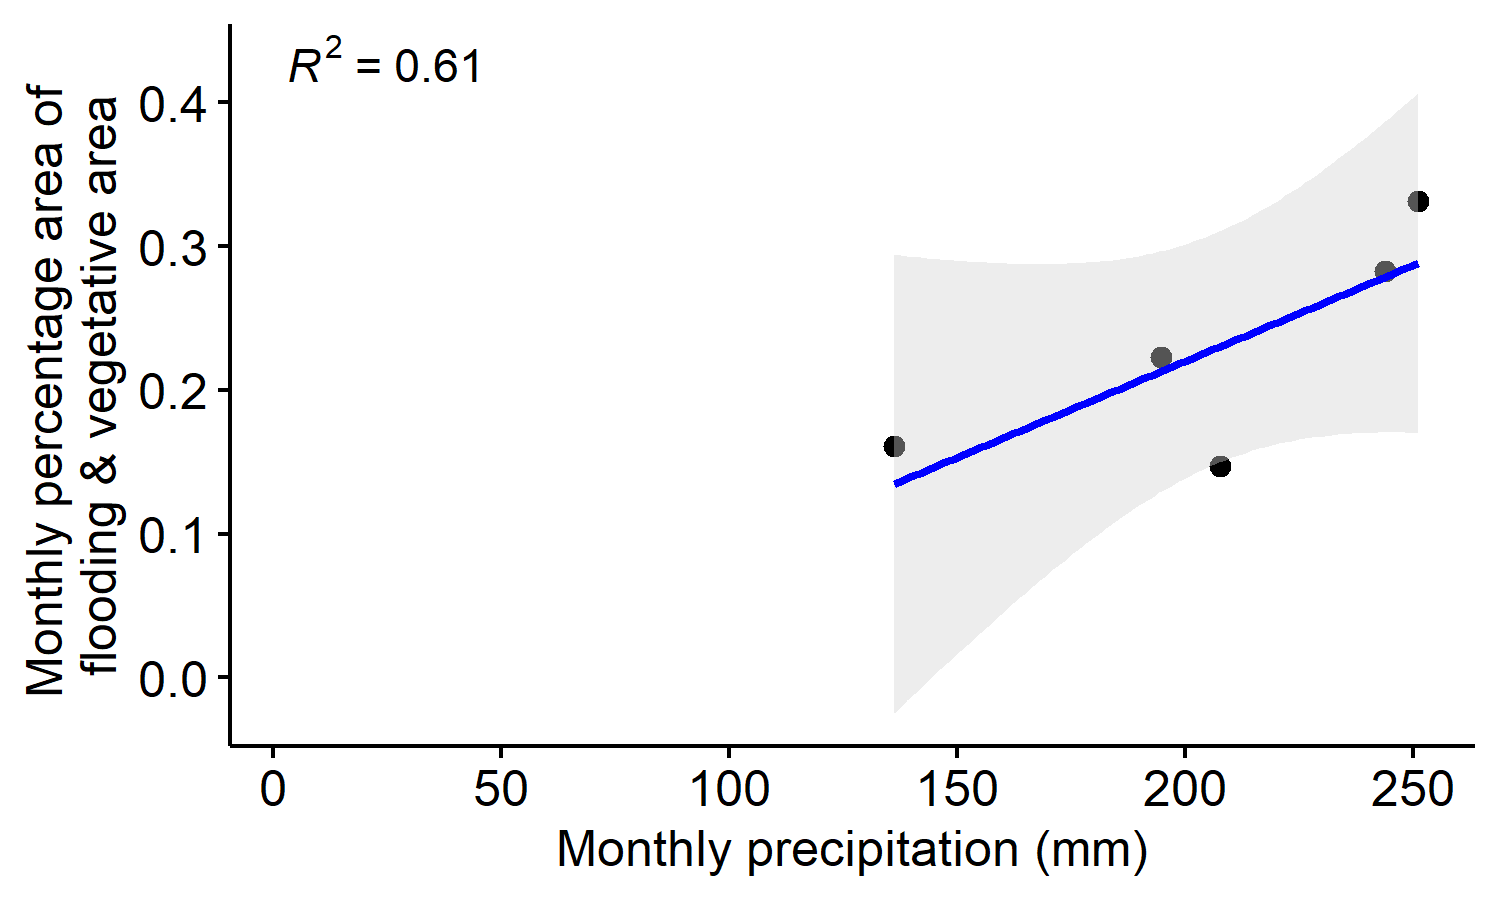 R² = 0.61
Monthly percentage area of
flooding & vegetative area
0.4
0.3
0.2
0.1
0.0
0 50 100 150 200 250
Monthly precipitation (mm)